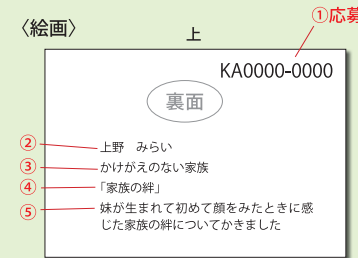 ①応募
〈絵画〉
上
KA0000-0000
裏面
② 上野　みらい
③ かけがえのない家族
④ 「家族の絆」
⑤ 妹が生まれて初めて顔をみたときに感
じた家族の絆についてかきました